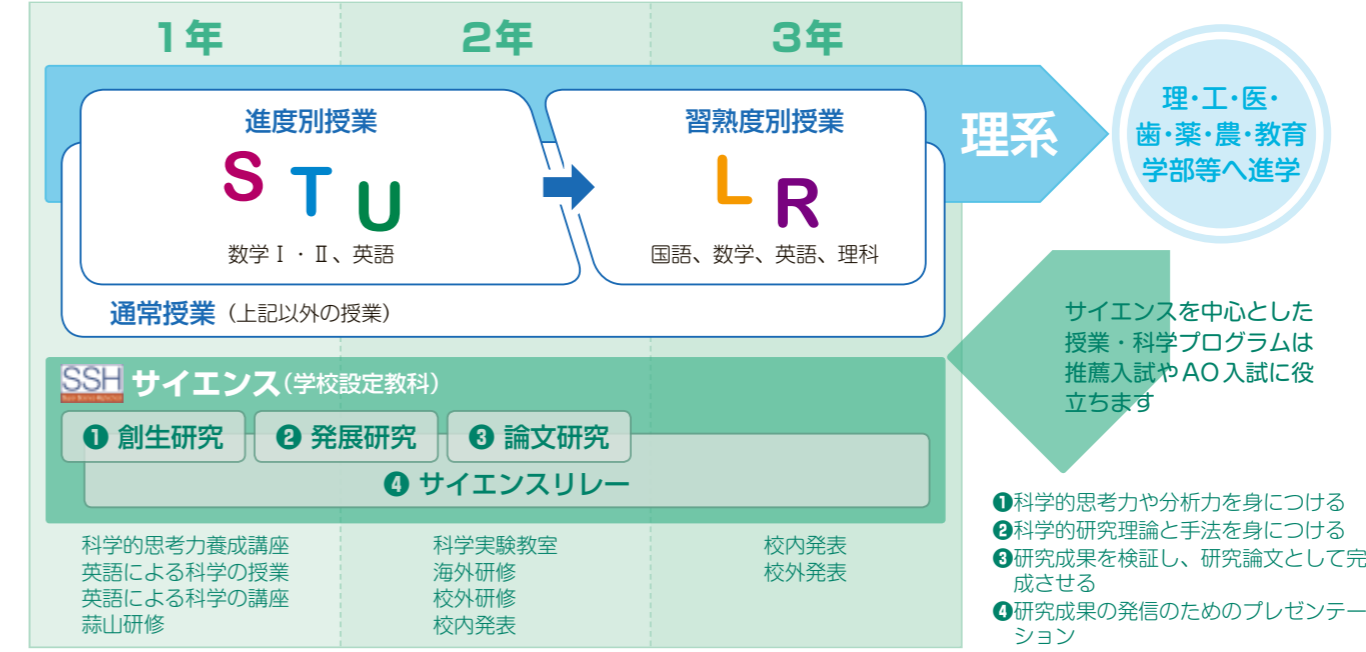 1年
2年
3年
進度別授業
S T U
数学Ⅰ・Ⅱ、英語
習熟度別授業
L R
国語、数学、英語、理科
通常授業（上記以外の授業）
理系
理・工・医・
歯・薬・農・教育
学部等へ進学
SSH サイエンス（学校設定教科）
❶ 創生研究
❷ 発展研究
❸ 論文研究
❹ サイエンスリレー
サイエンスを中心とした
授業・科学プログラムは
推薦入試やAO入試に役
立ちます
科学的思考力養成講座
英語による科学の授業
英語による科学の講座
蒜山研修
科学実験教室
海外研修
校外研修
校内発表
校内発表
校外発表
❶科学的思考力や分析力を身につける
❷科学的研究理論と手法を身につける
❸研究成果を検証し、研究論文として完
成させる
❹研究成果の発信のためのプレゼンテー
ション